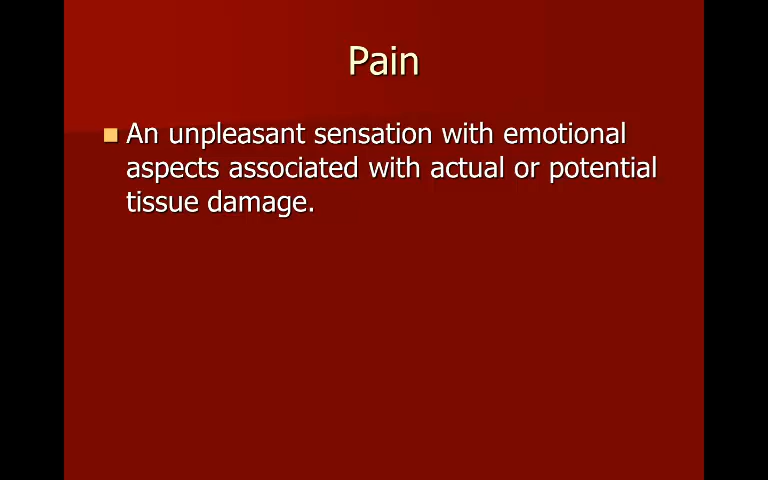 Pain
An unpleasant sensation with emotional
aspects associated with actual or potential
tissue damage.